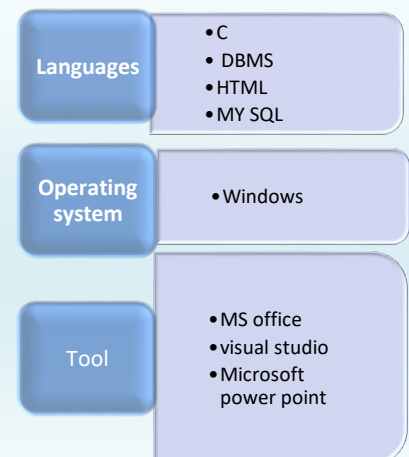 Languages
•C
• DBMS
•HTML
•MY SQL
Operating
system
•Windows
Tool
•MS office
•visual studio
•Microsoft
power point